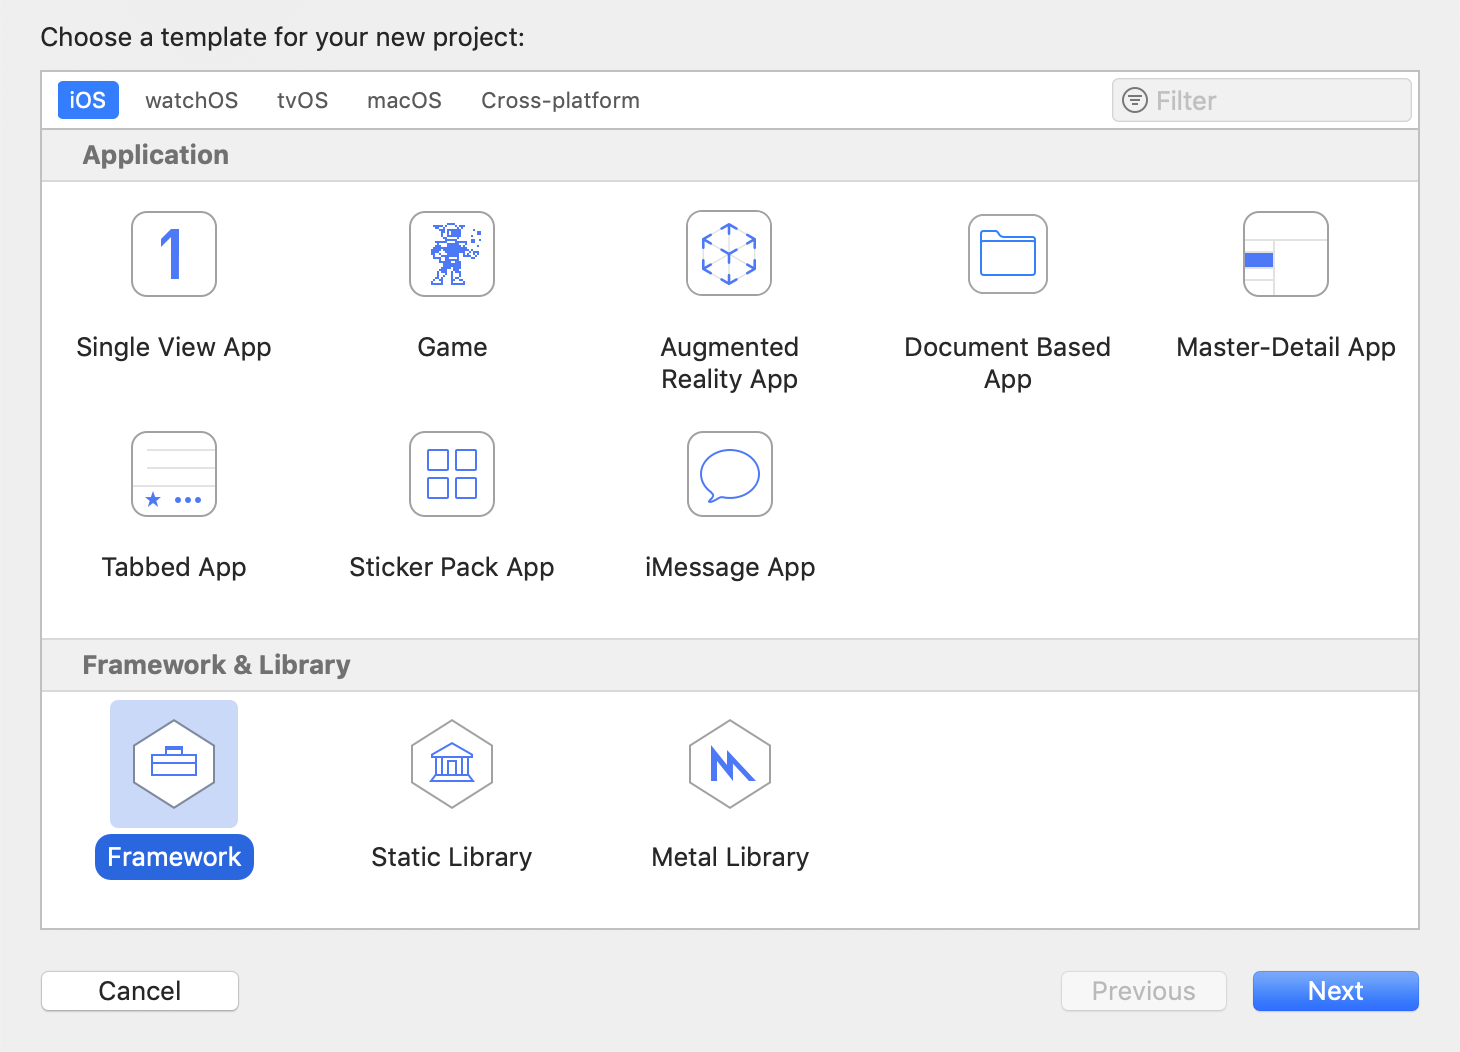 Choose a template for your new project:
iOS watchOS tvOS macOS Cross-platform Filter
Application
1
Single View App Game Augmented Reality App Document Based App Master-Detail App
Tabbed App Sticker Pack App iMessage App
Framework & Library
Framework Static Library Metal Library
Cancel Previous Next